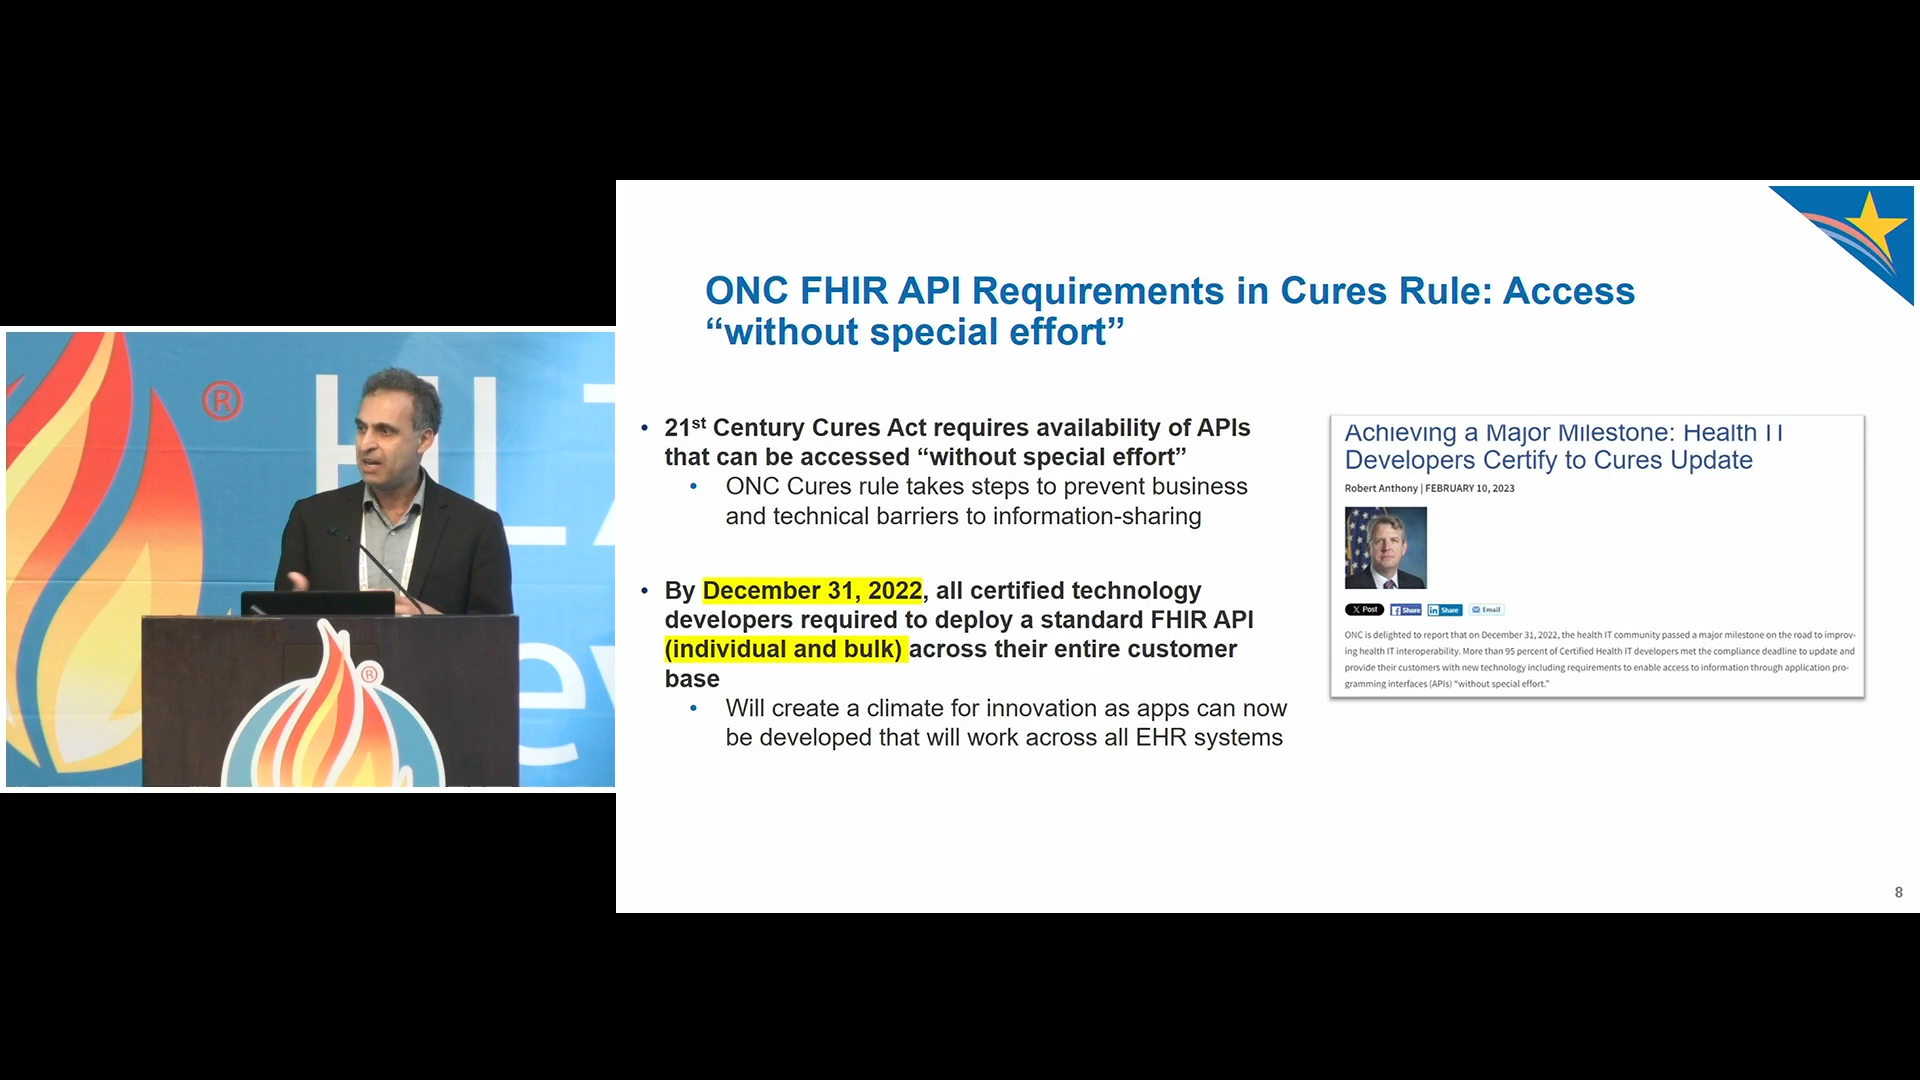 ONC FHIR API Requirements in Cures Rule: Access
“without special effort”
• 21st Century Cures Act requires availability of APIs
that can be accessed “without special effort”
• ONC Cures rule takes steps to prevent business
and technical barriers to information-sharing
• By December 31, 2022, all certified technology
developers required to deploy a standard FHIR API
(individual and bulk) across their entire customer
base
• Will create a climate for innovation as apps can now
be developed that will work across all EHR systems
Achieving a Major Milestone: Health IT
Developers Certify to Cures Update
Robert Anthony | FEBRUARY 10, 2023
X Post
Share
in Share
Email
ONC is delighted to report that on December 31, 2022, the health IT community passed a major milestone on the road to improv-
ing health IT interoperability. More than 95 percent of Certified Health IT developers met the compliance deadline to update and
provide their customers with new technology including requirements to enable access to information through application pro-
gramming interfaces (APIs) “without special effort.”
8
®
HL7
ev
®